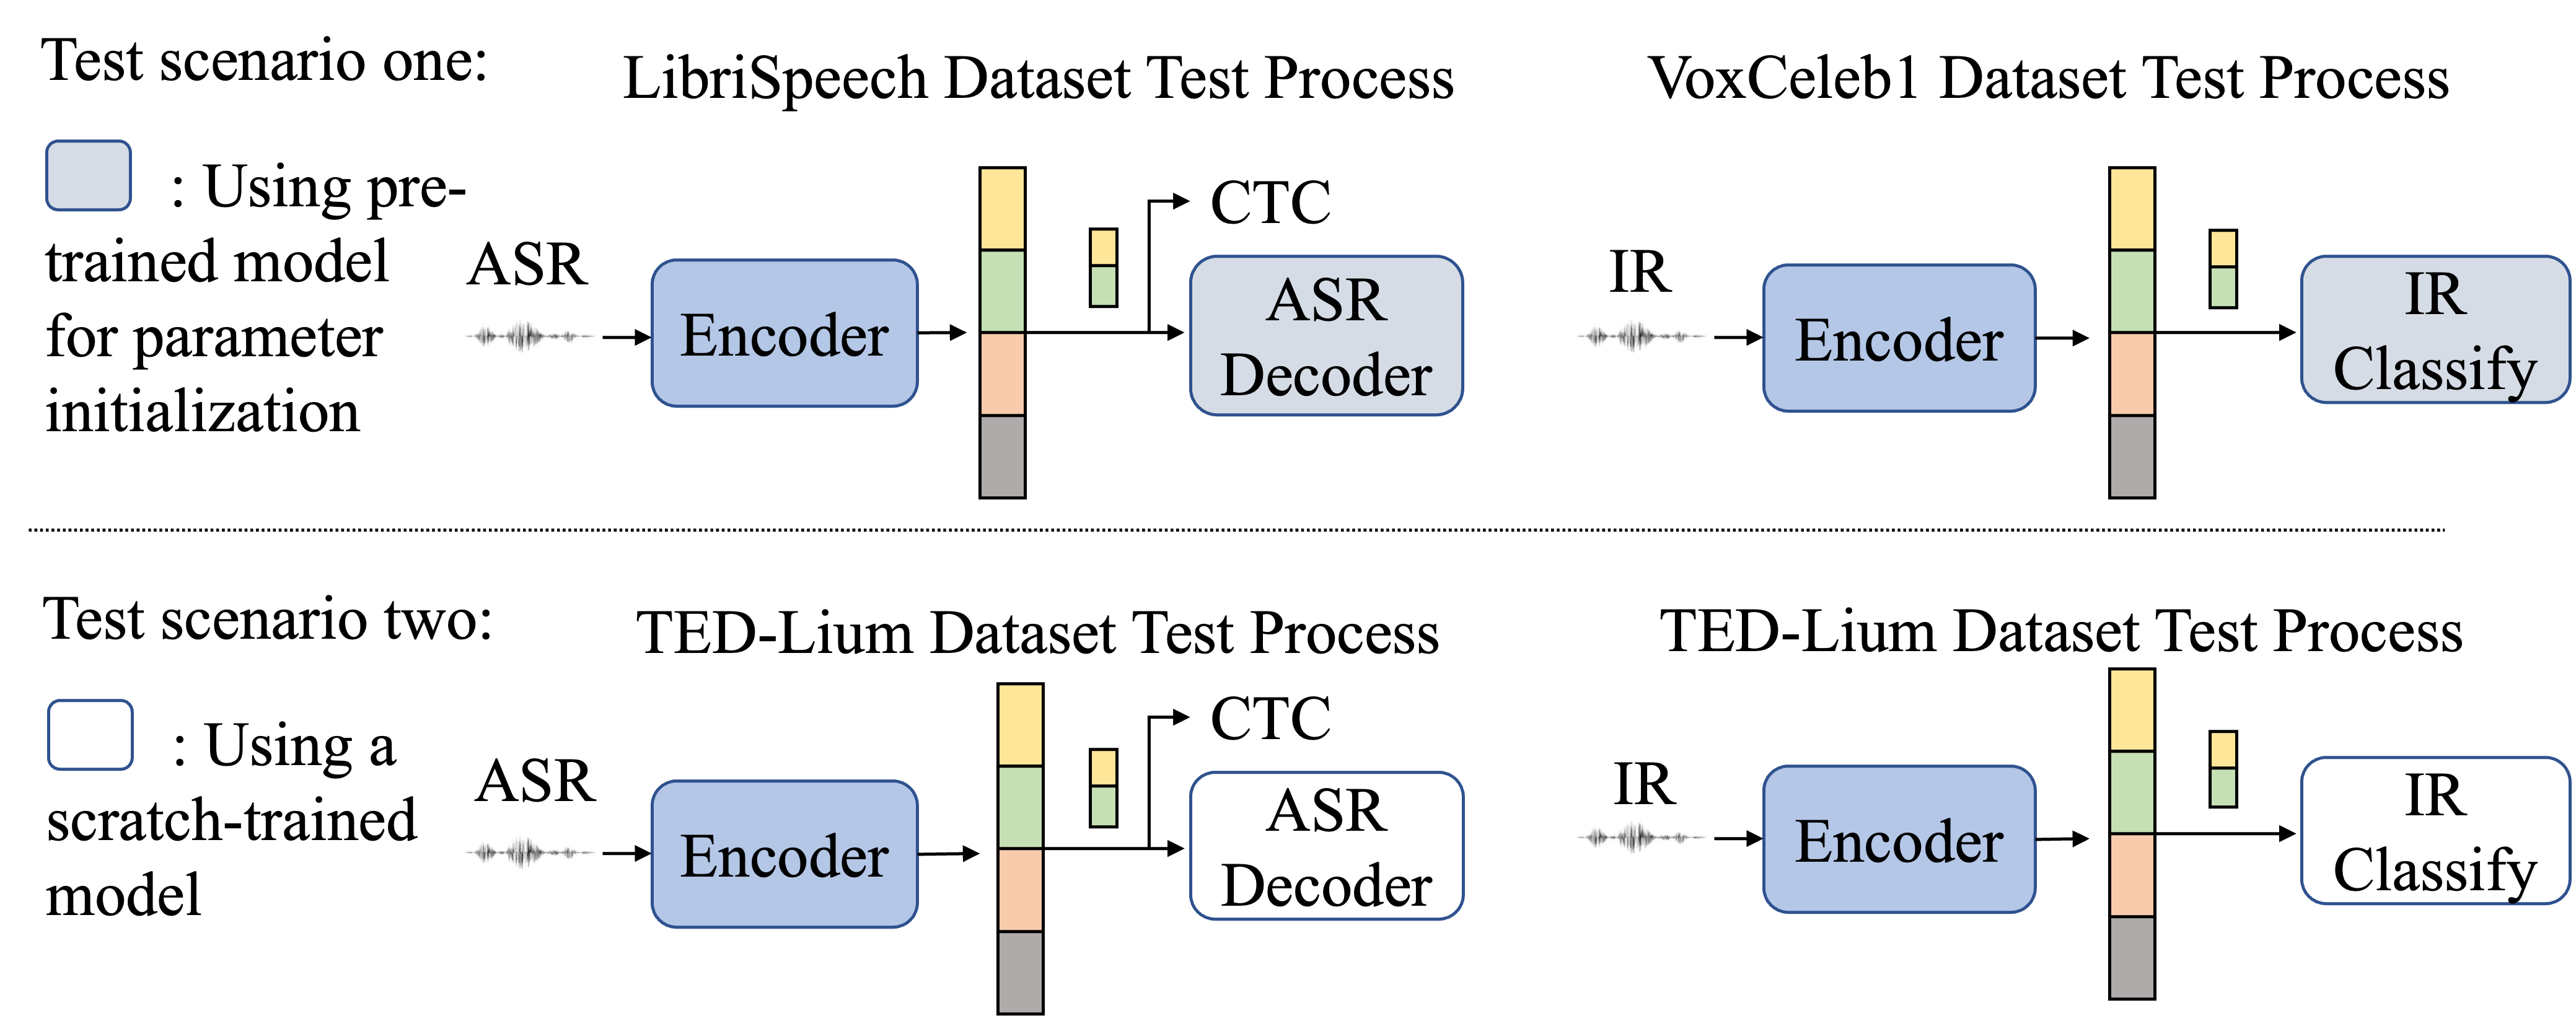 Test scenario one:
LibriSpeech Dataset Test Process
VoxCeleb1 Dataset Test Process
: Using pre-
trained model
for parameter
initialization
ASR
Encoder
CTC
ASR
Decoder
IR
Encoder
IR
Classify
Test scenario two:
TED-Lium Dataset Test Process
TED-Lium Dataset Test Process
: Using a
scratch-trained
model
ASR
Encoder
CTC
ASR
Decoder
IR
Encoder
IR
Classify